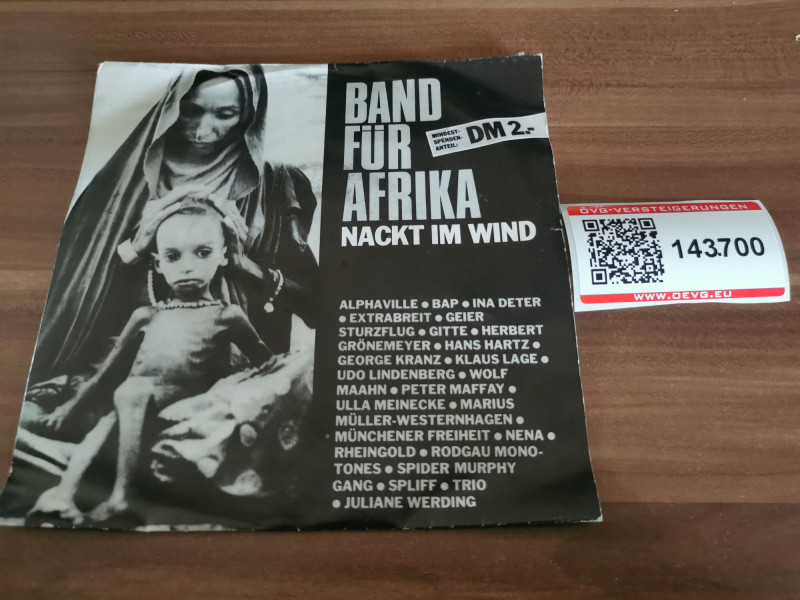 BAND
FÜR
AFRIKA
NACKT IM WIND
MINDEST-
SPENDEN-
ANTEIL:
DM 2.-
ALPHAVILLE ● BAP ● INA DETER
● EXTRABREIT ● GEIER
STURZFLUG ● GITTE ● HERBERT
GRÖNEMEYER ● HANS HARTZ ●
GEORGE KRANZ ● KLAUS LAGE ●
UDO LINDENBERG ● WOLF
MAAHN ● PETER MAFFAY ●
ULLA MEINECKE ● MARIUS
MÜLLER-WESTERNHAGEN ●
MÜNCHENER FREIHEIT ● NENA ●
RHEINGOLD ● RODGAU MONO-
TONES ● SPIDER MURPHY
GANG ● SPLIFF ● TRIO
● JULIANE WERDING
ÖVG-VERSTEIGERUNGEN
143.700
WWW.OEVG.EU